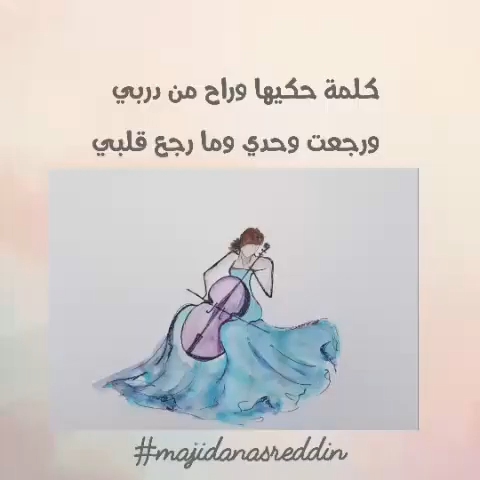 كلمة حكيها وراح من دربي
ورجعت وحدي وما رجع قلبي
#majidanasreddin